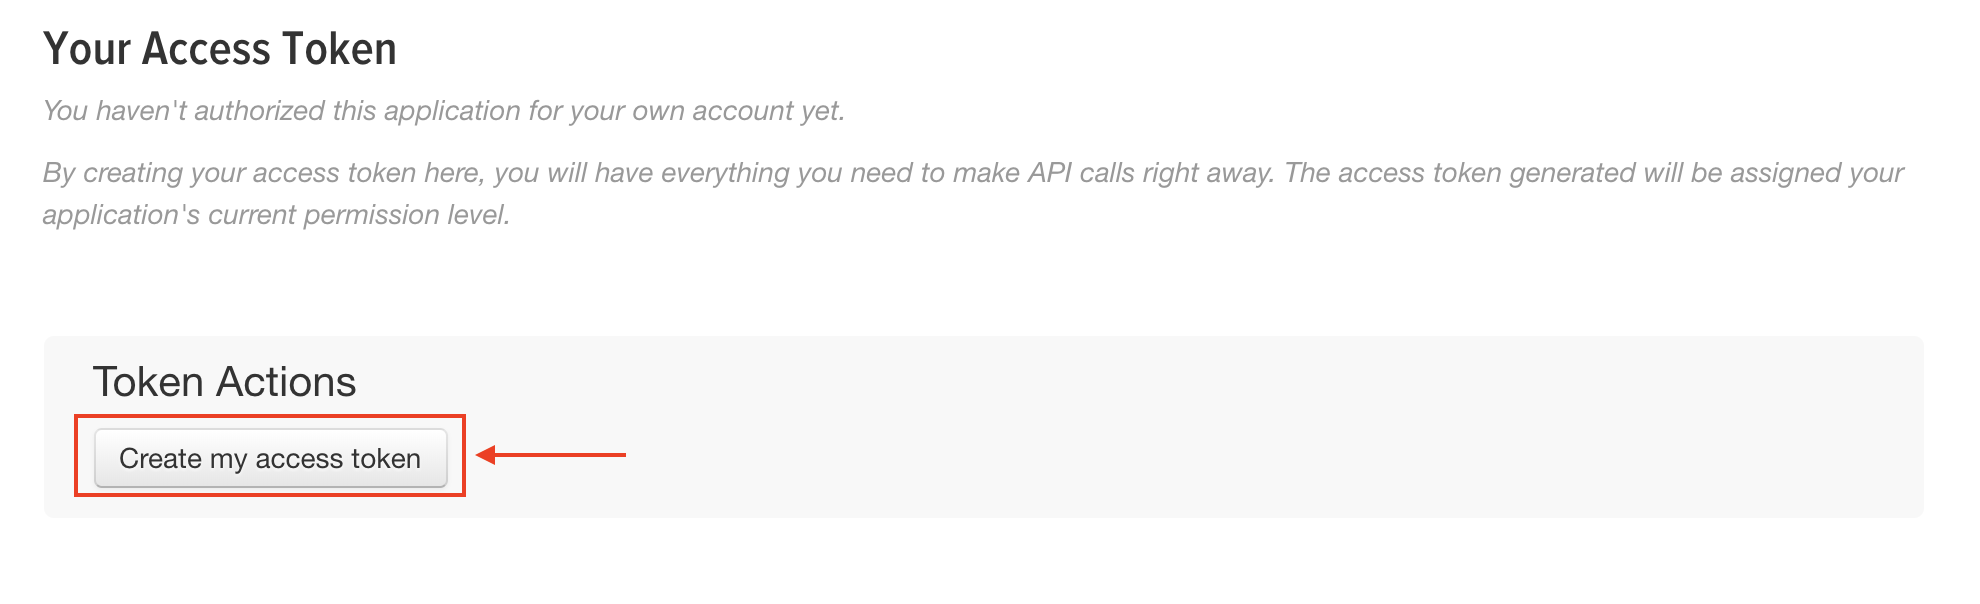 Your Access Token
You haven't authorized this application for your own account yet.
By creating your access token here, you will have everything you need to make API calls right away. The access token generated will be assigned your
application's current permission level.
Token Actions
Create my access token